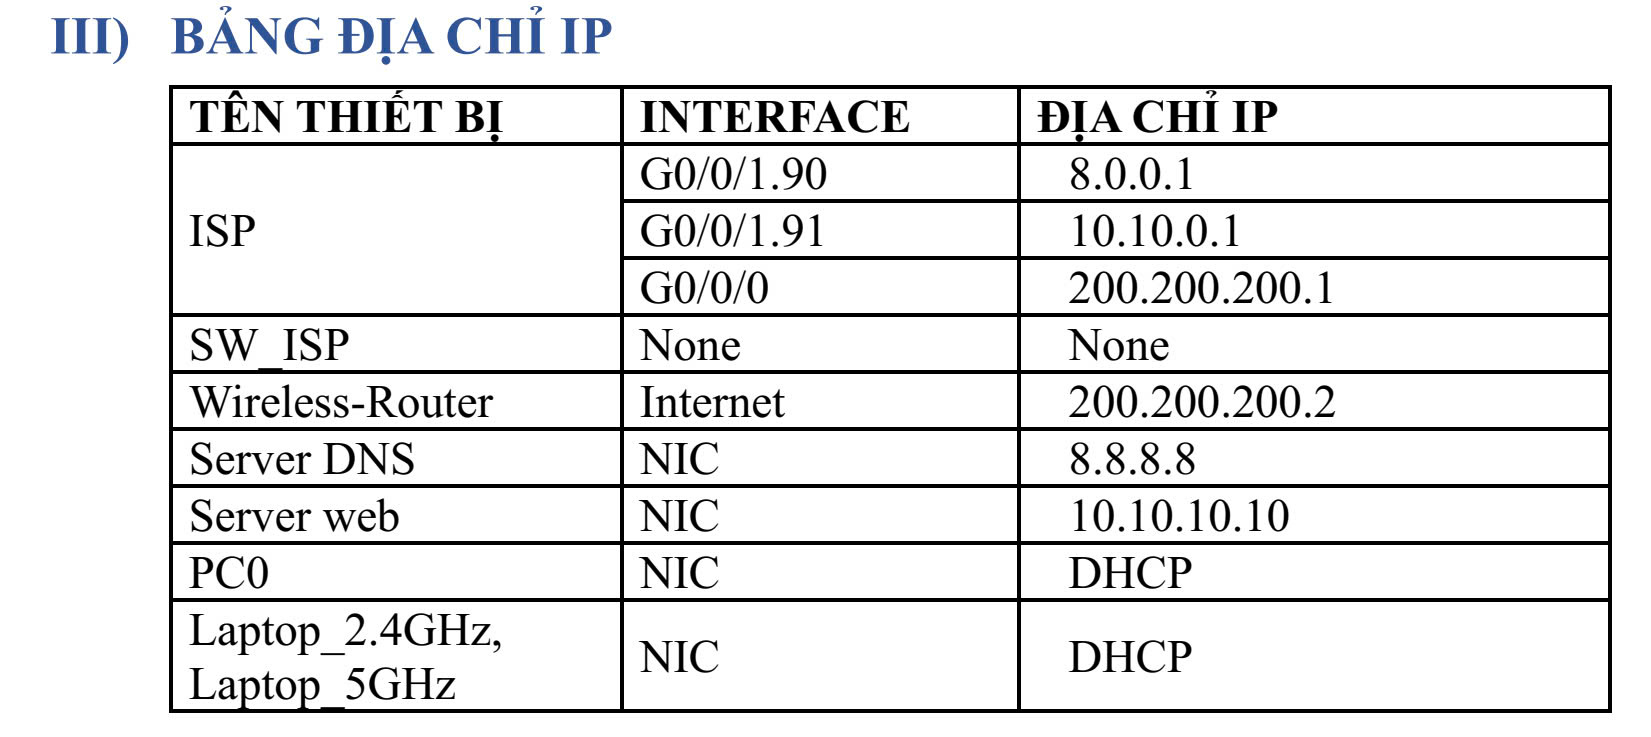 III) BẢNG ĐỊA CHỈ IP
TÊN THIẾT BỊ INTERFACE ĐỊA CHỈ IP
ISP
G0/0/1.90 8.0.0.1
G0/0/1.91 10.10.0.1
G0/0/0 200.200.200.1
SW_ISP None None
Wireless-Router Internet 200.200.200.2
Server DNS NIC 8.8.8.8
Server web NIC 10.10.10.10
PC0 NIC DHCP
Laptop_2.4GHz,
Laptop_5GHz
NIC DHCP